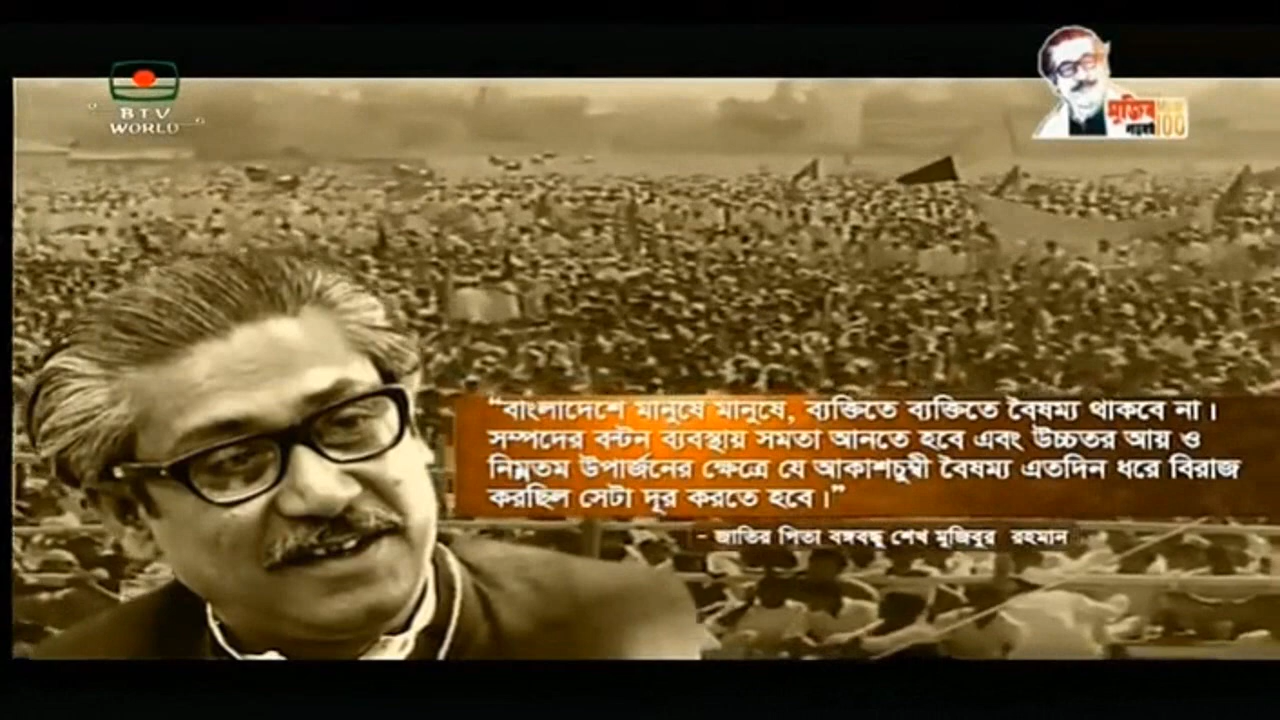 BTV
WORLD
মুজিব
100
“বাংলাদেশে মানুষে মানুষে, ব্যক্তিতে ব্যক্তিতে বৈষম্য থাকবে না।
সম্পদের বন্টন ব্যবস্থায় সমতা আনতে হবে এবং উচ্চতর আয় ও
নিম্নতম উপার্জনের ক্ষেত্রে যে আকাশচুম্বী বৈষম্য এতদিন ধরে বিরাজ
করছিল সেটা দূর করতে হবে।”
- জাতির পিতা বঙ্গবন্ধু শেখ মুজিবুর রহমান